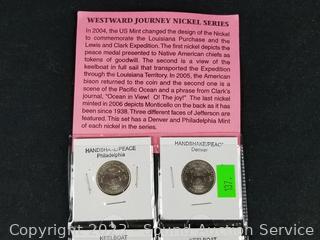 WESTWARD JOURNEY NICKEL SERIES
In 2004, the US Mint changed the design of the Nickel
to commemorate the Louisiana Purchase and the
Lewis and Clark Expedition. The first nickel depicts the
peace medal presented to Native American chiefs as
tokens of goodwill. The second is a view of the
keelboat in full sail that transported the Expedition
through the Louisiana Territory. In 2005, the American
bison returned to the coin and the second coin is a
scene of the Pacific Ocean and a phrase from Clark's
journal, "Ocean in View! O! The joy!" The last nickel
minted in 2006 depicts Monticello on the back as it has
been since 1938. Three different faces of Jefferson are
featured. This set has a Denver and Philadelphia Mint
of each nickel in the series.
HANDSHAKE/PEACE
Philadelphia
HANDSHAKE/PEACE
Denver
137.
KEELBOAT
KEELBOAT
Sound Auction Service